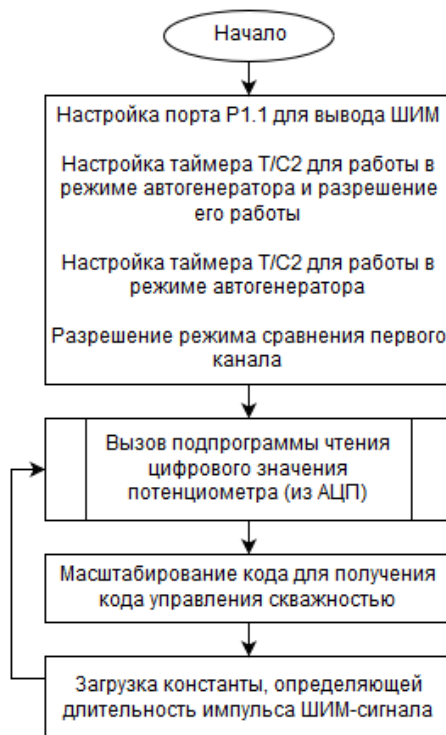 Начало
Настройка порта P1.1 для вывода ШИМ
Настройка таймера T/C2 для работы в
режиме автогенератора и разрешение
его работы
Настройка таймера T/C2 для работы в
режиме автогенератора
Разрешение режима сравнения первого
канала
Вызов подпрограммы чтения
цифрового значения
потенциометра (из АЦП)
Масштабирование кода для получения
кода управления скважностью
Загрузка константы, определяющей
длительность импульса ШИМ-сигнала